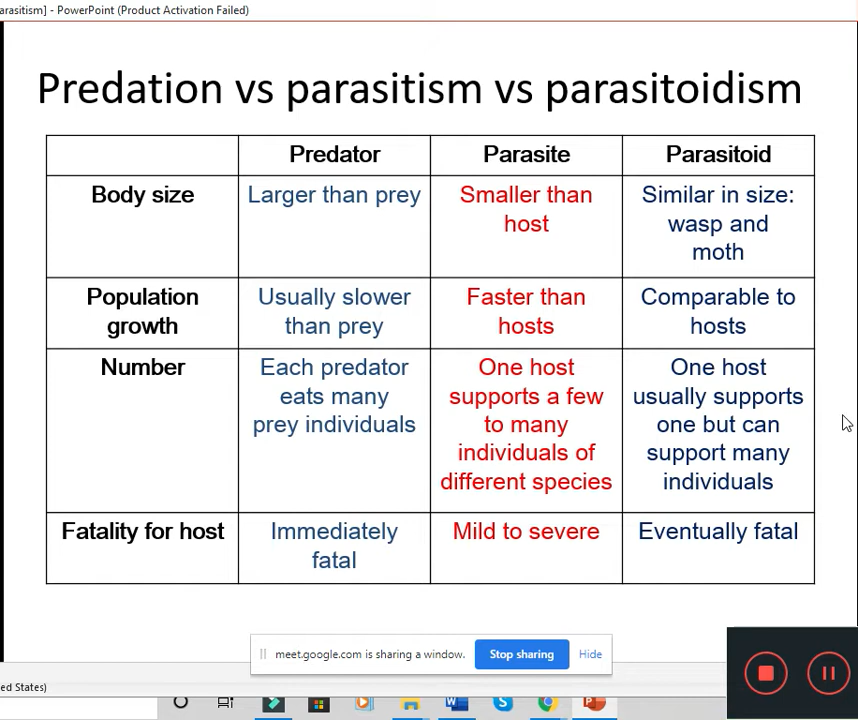 arasitism] - PowerPoint (Product Activation Failed)
Predation vs parasitism vs parasitoidism
Predator
Parasite
Parasitoid
Body size
Larger than prey
Smaller than
host
Similar in size:
wasp and
moth
Population
growth
Usually slower
than prey
Faster than
hosts
Comparable to
hosts
Number
Each predator
eats many
prey individuals
One host
supports a few
to many
individuals of
different species
One host
usually supports
one but can
support many
individuals
Fatality for host
Immediately
fatal
Mild to severe
Eventually fatal
meet.google.com is sharing a window.
Stop sharing
Hide
ed States)